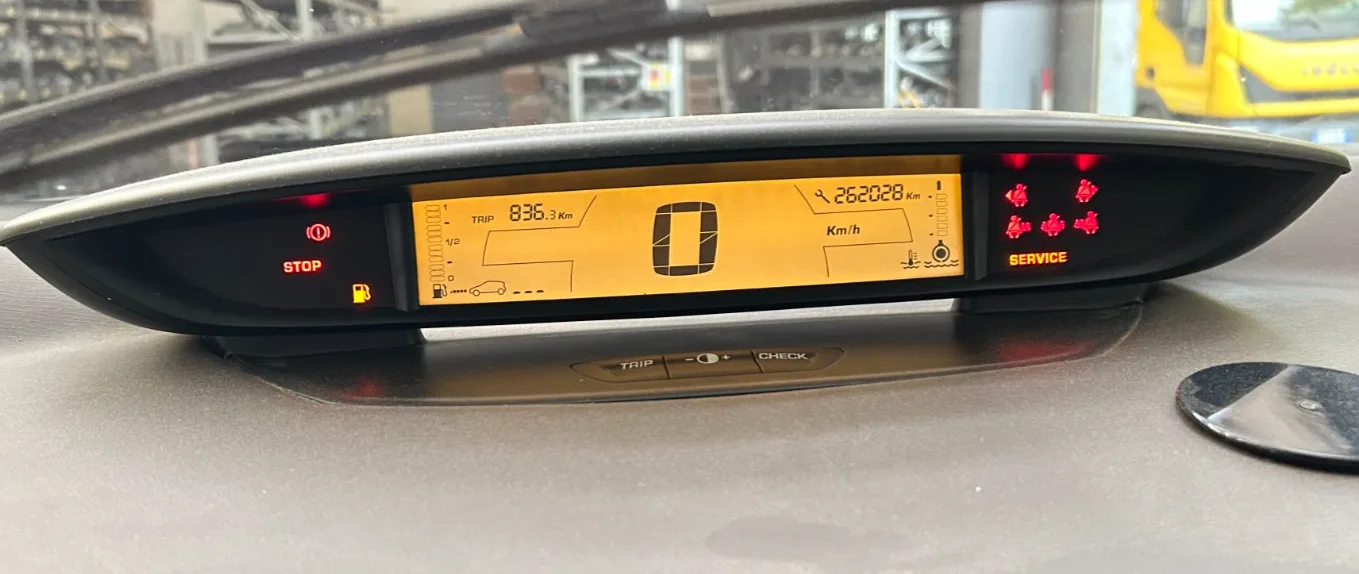 STOP
TRIP 836.3 Km
1
1/2
0
---
0
262028 Km
Km/h
SERVICE
TRIP - + CHECK